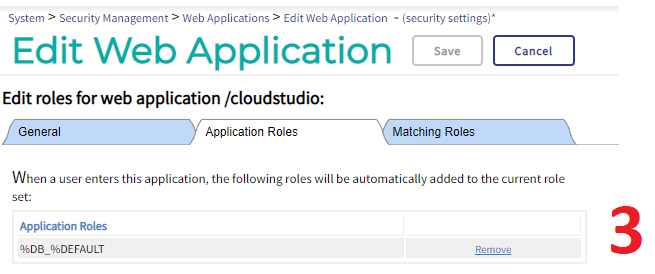 System > Security Management > Web Applications > Edit Web Application - (security settings)*
Edit Web Application Save Cancel
Edit roles for web application /cloudstudio:
General Application Roles Matching Roles
When a user enters this application, the following roles will be automatically added to the current role
set:
Application Roles
%DB_%DEFAULT Remove
3